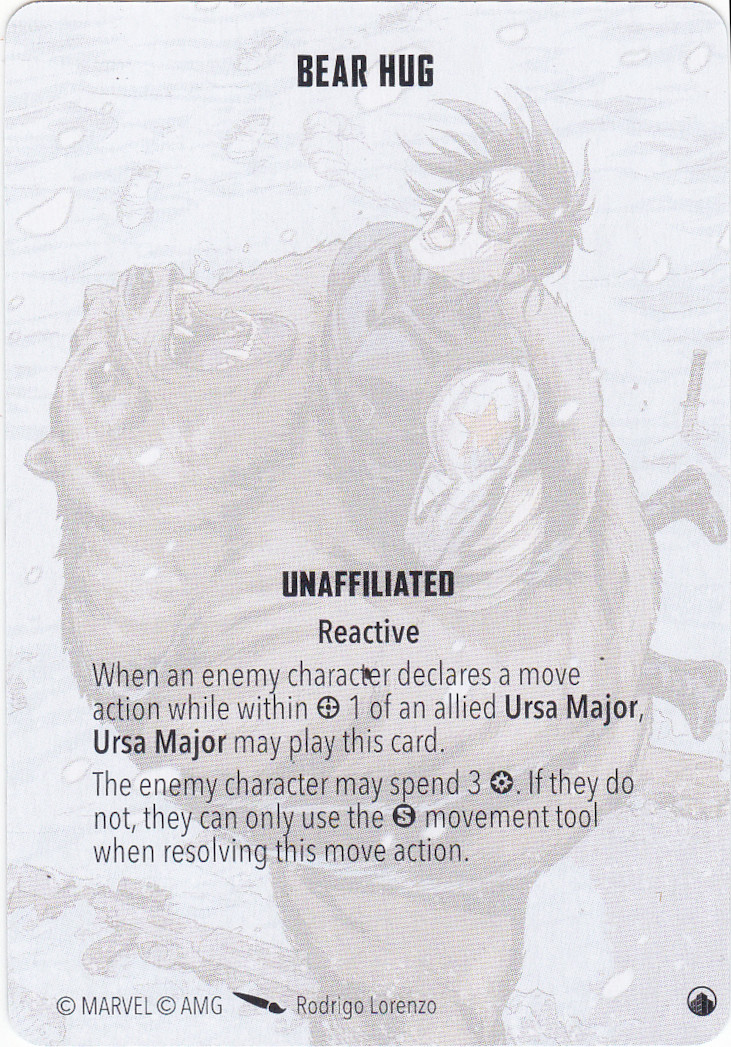 BEAR HUG
UNAFFILIATED
Reactive
When an enemy character declares a move
action while within 1 of an allied Ursa Major,
Ursa Major may play this card.
The enemy character may spend 3 . If they do
not, they can only use the S movement tool
when resolving this move action.
© MARVEL © AMG Rodrigo Lorenzo